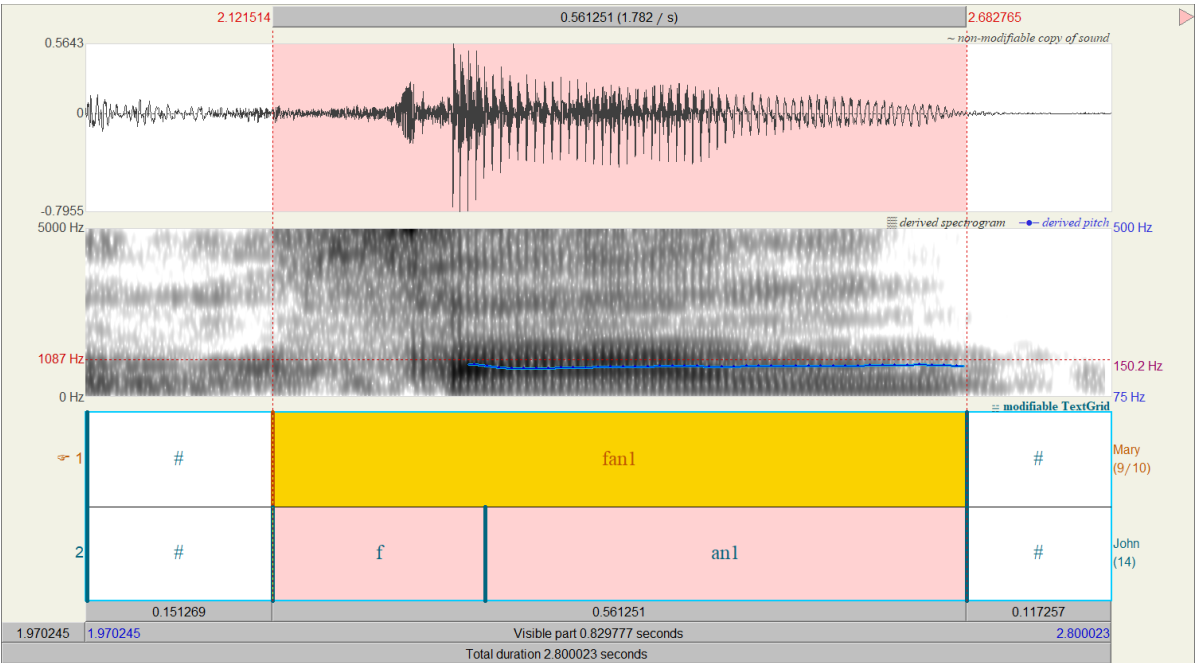 2.121514 0.561251 (1.782 / s) 2.682765
~ non-modifiable copy of sound
0.5643
0
-0.7955
5000 Hz derived spectrogram derived pitch 500 Hz
1087 Hz 150.2 Hz
0 Hz 75 Hz
modifiable TextGrid
1 # fan1 # Mary
(9/10)
2 # f an1 # John
(14)
0.151269 0.561251 0.117257
1.970245 1.970245 Visible part 0.829777 seconds 2.800023
Total duration 2.800023 seconds